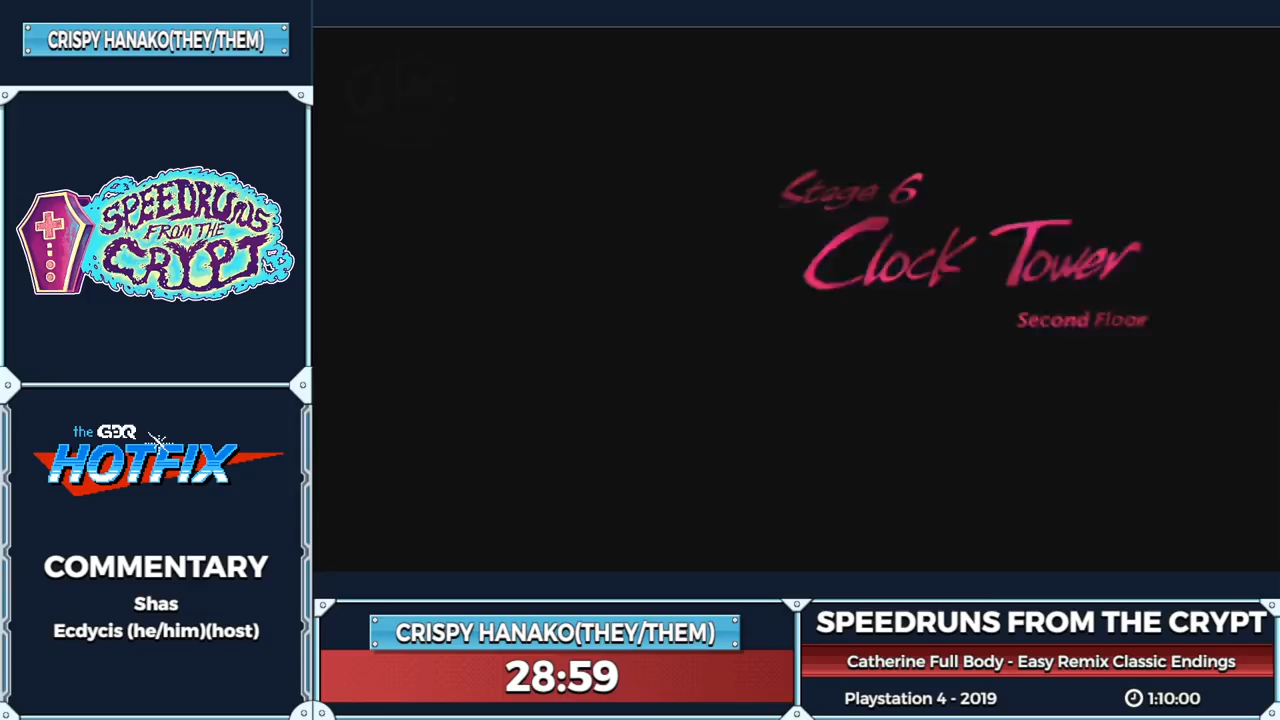 CRISPY HANAKO(THEY/THEM)
SPEEDRUNS
FROM THE
CRYPT
the GDQ
HOTFIX
COMMENTARY
Shas
Ecdycis (he/him)(host)
Stage 6
Clock Tower
Second Floor
CRISPY HANAKO(THEY/THEM)
28:59
SPEEDRUNS FROM THE CRYPT
Catherine Full Body - Easy Remix Classic Endings
Playstation 4 - 2019
1:10:00